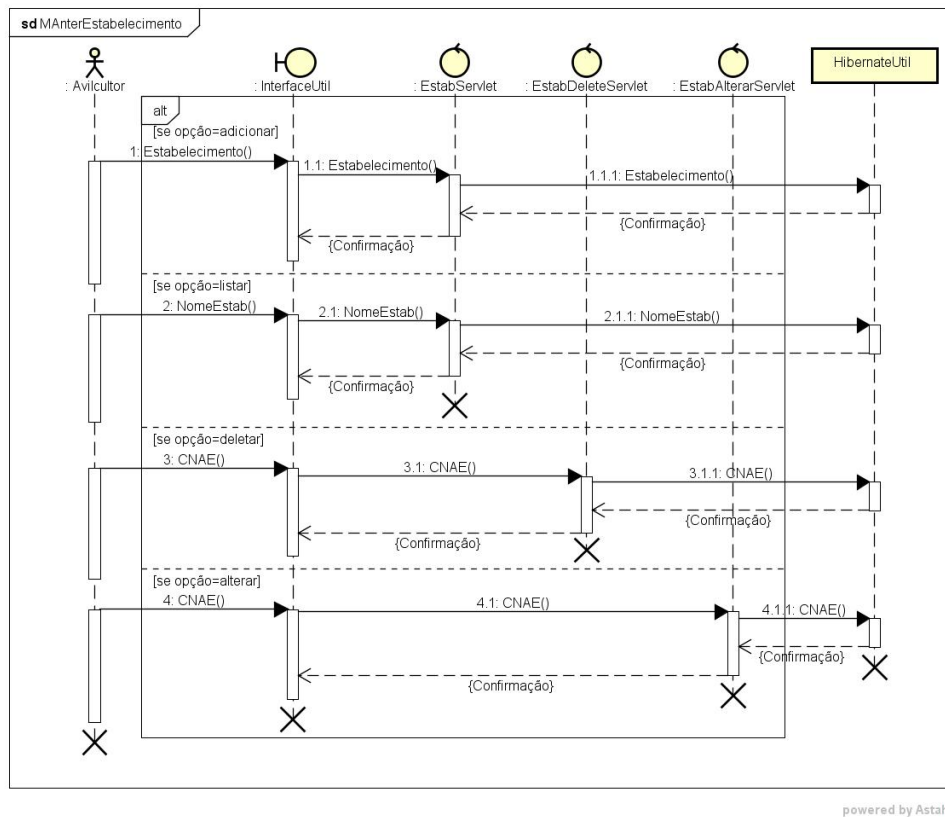 sd MAnterEstabelecimento
: Avilcultor
: InterfaceUtil
: EstabServlet
: EstabDeleteServlet
: EstabAlterarServlet
HibernateUtil
alt
[se opção=adicionar]
1: Estabelecimento()
1.1: Estabelecimento()
1.1.1: Estabelecimento()
{Confirmação}
{Confirmação}
[se opção=listar]
2: NomeEstab()
2.1: NomeEstab()
2.1.1: NomeEstab()
{Confirmação}
{Confirmação}
[se opção=deletar]
3: CNAE()
3.1: CNAE()
3.1.1: CNAE()
{Confirmação}
{Confirmação}
[se opção=alterar]
4: CNAE()
4.1: CNAE()
4.1.1: CNAE()
{Confirmação}
{Confirmação}
powered by Astah